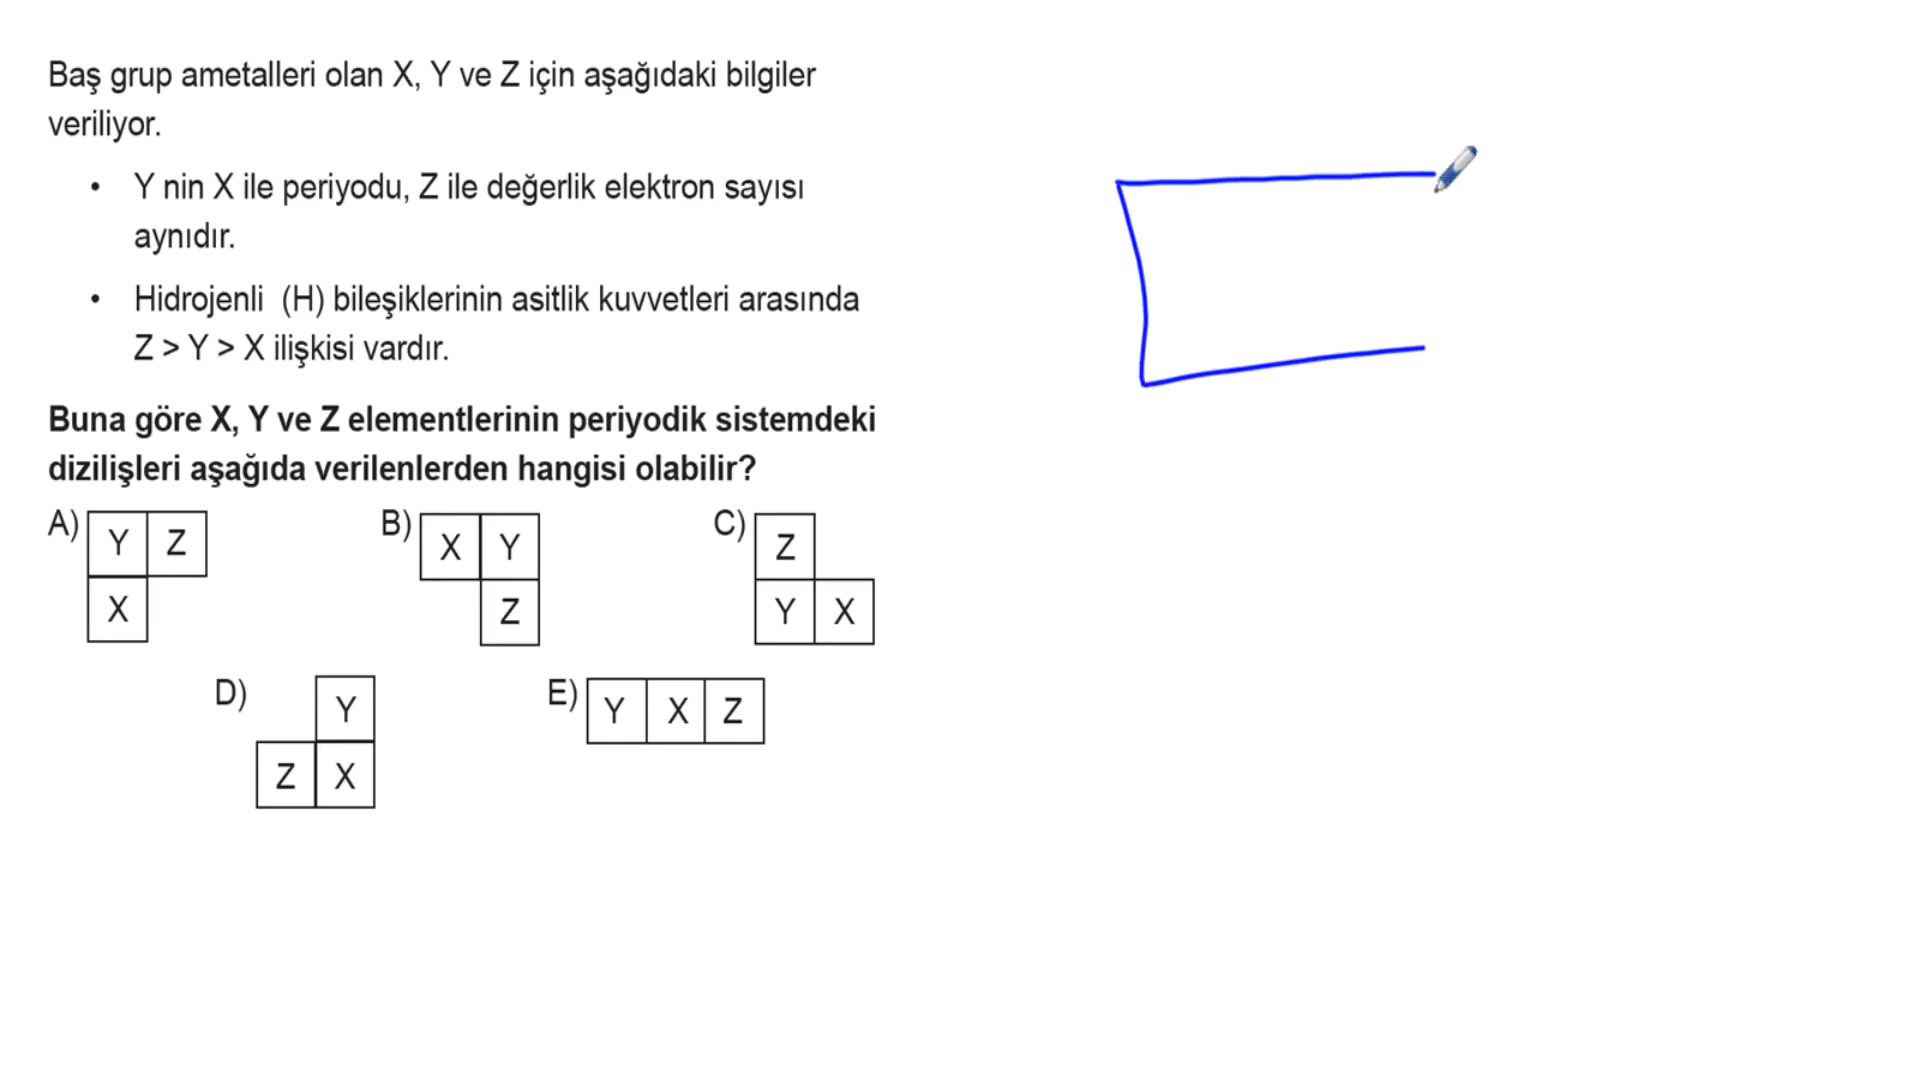 Baş grup ametalleri olan X, Y ve Z için aşağıdaki bilgiler
veriliyor.
• Y nin X ile periyodu, Z ile değerlik elektron sayısı
aynıdır.
• Hidrojenli (H) bileşiklerinin asitlik kuvvetleri arasında
Z > Y > X ilişkisi vardır.
Buna göre X, Y ve Z elementlerinin periyodik sistemdeki
dizilişleri aşağıda verilenlerden hangisi olabilir?
A) Y Z
X
B) X Y
Z
C) Z
Y X
D) Y
Z X
E) Y X Z